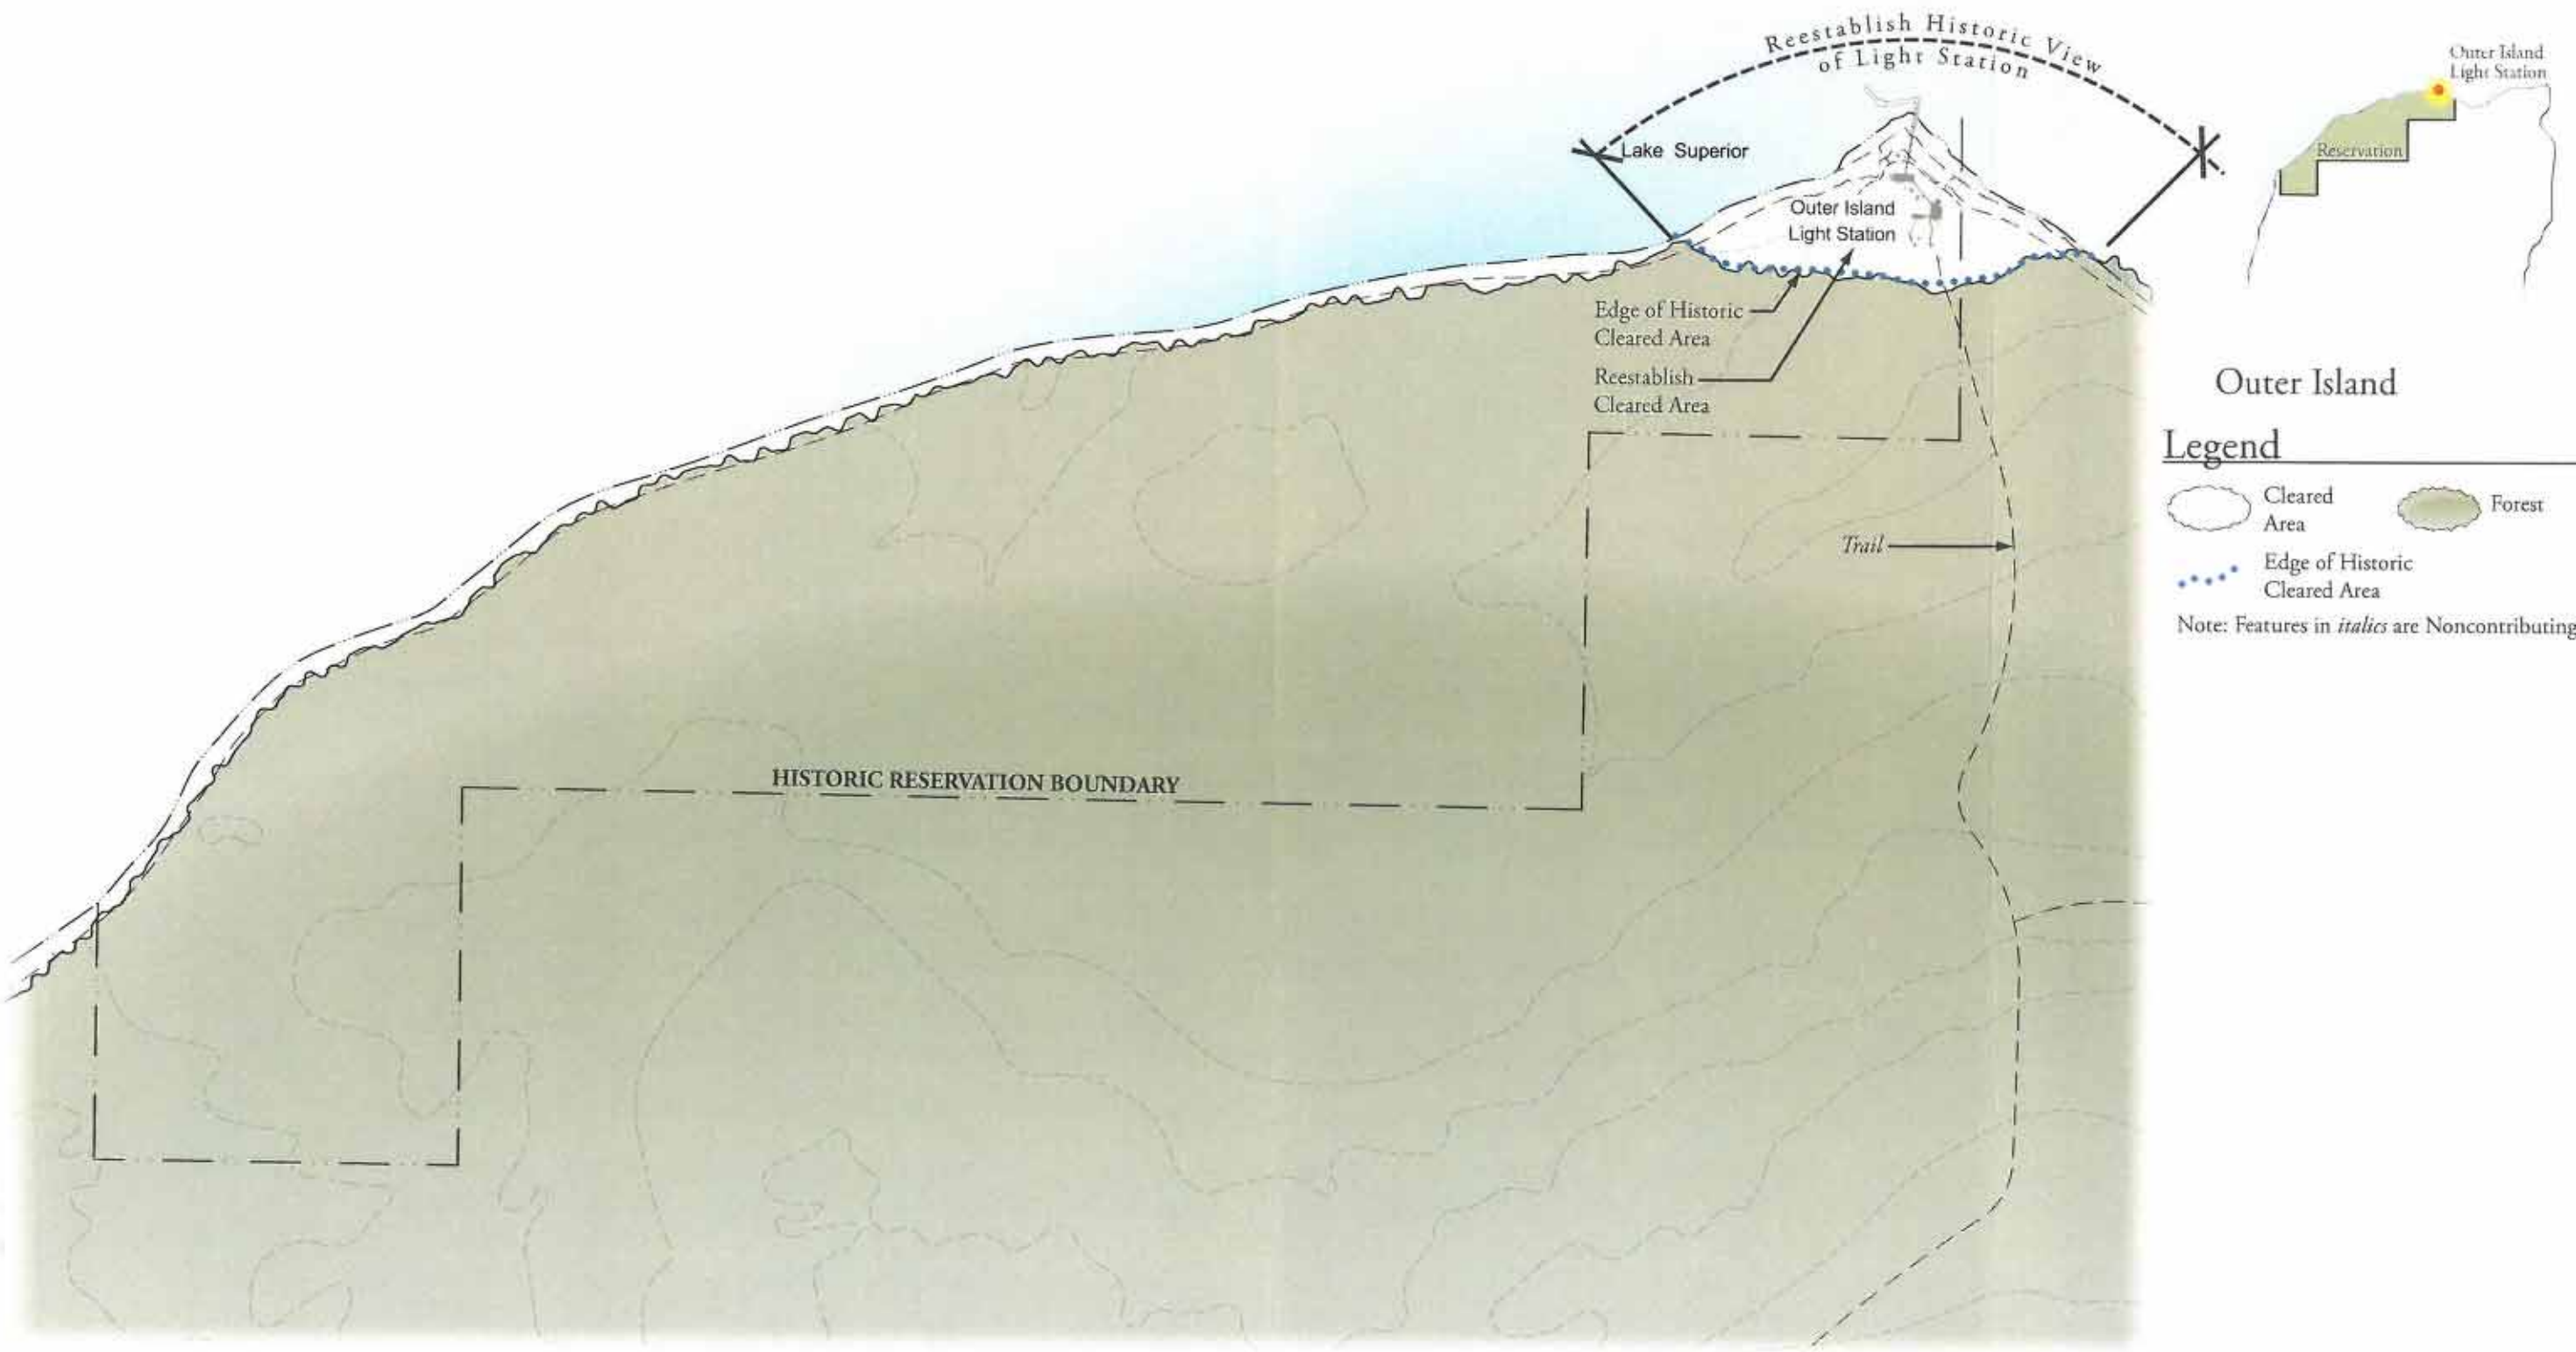 Reestablish Historic View
of Light Station
Lake Superior
Outer Island
Light Station
Edge of Historic
Cleared Area
Reestablish
Cleared Area
Trail
HISTORIC RESERVATION BOUNDARY
Outer Island
Light Station
Reservation
Outer Island
Legend
Cleared
Area
Forest
Edge of Historic
Cleared Area
Note: Features in italics are Noncontributing